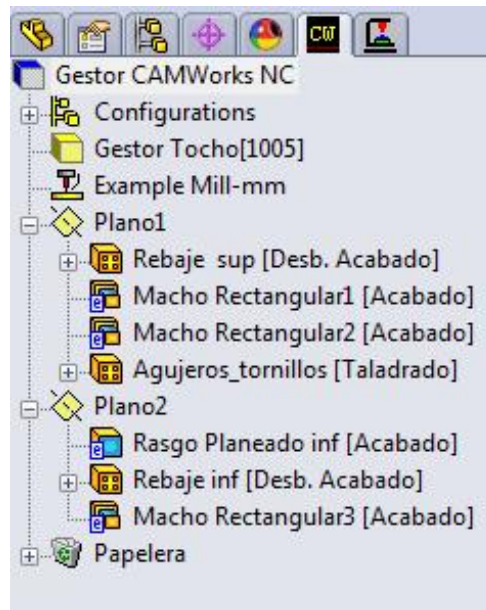 CW
Gestor CAMWorks NC
Configurations
Gestor Tocho[1005]
Example Mill-mm
Plano1
Rebaje sup [Desb. Acabado]
Macho Rectangular1 [Acabado]
Macho Rectangular2 [Acabado]
Agujeros_tornillos [Taladrado]
Plano2
Rasgo Planeado inf [Acabado]
Rebaje inf [Desb. Acabado]
Macho Rectangular3 [Acabado]
Papelera